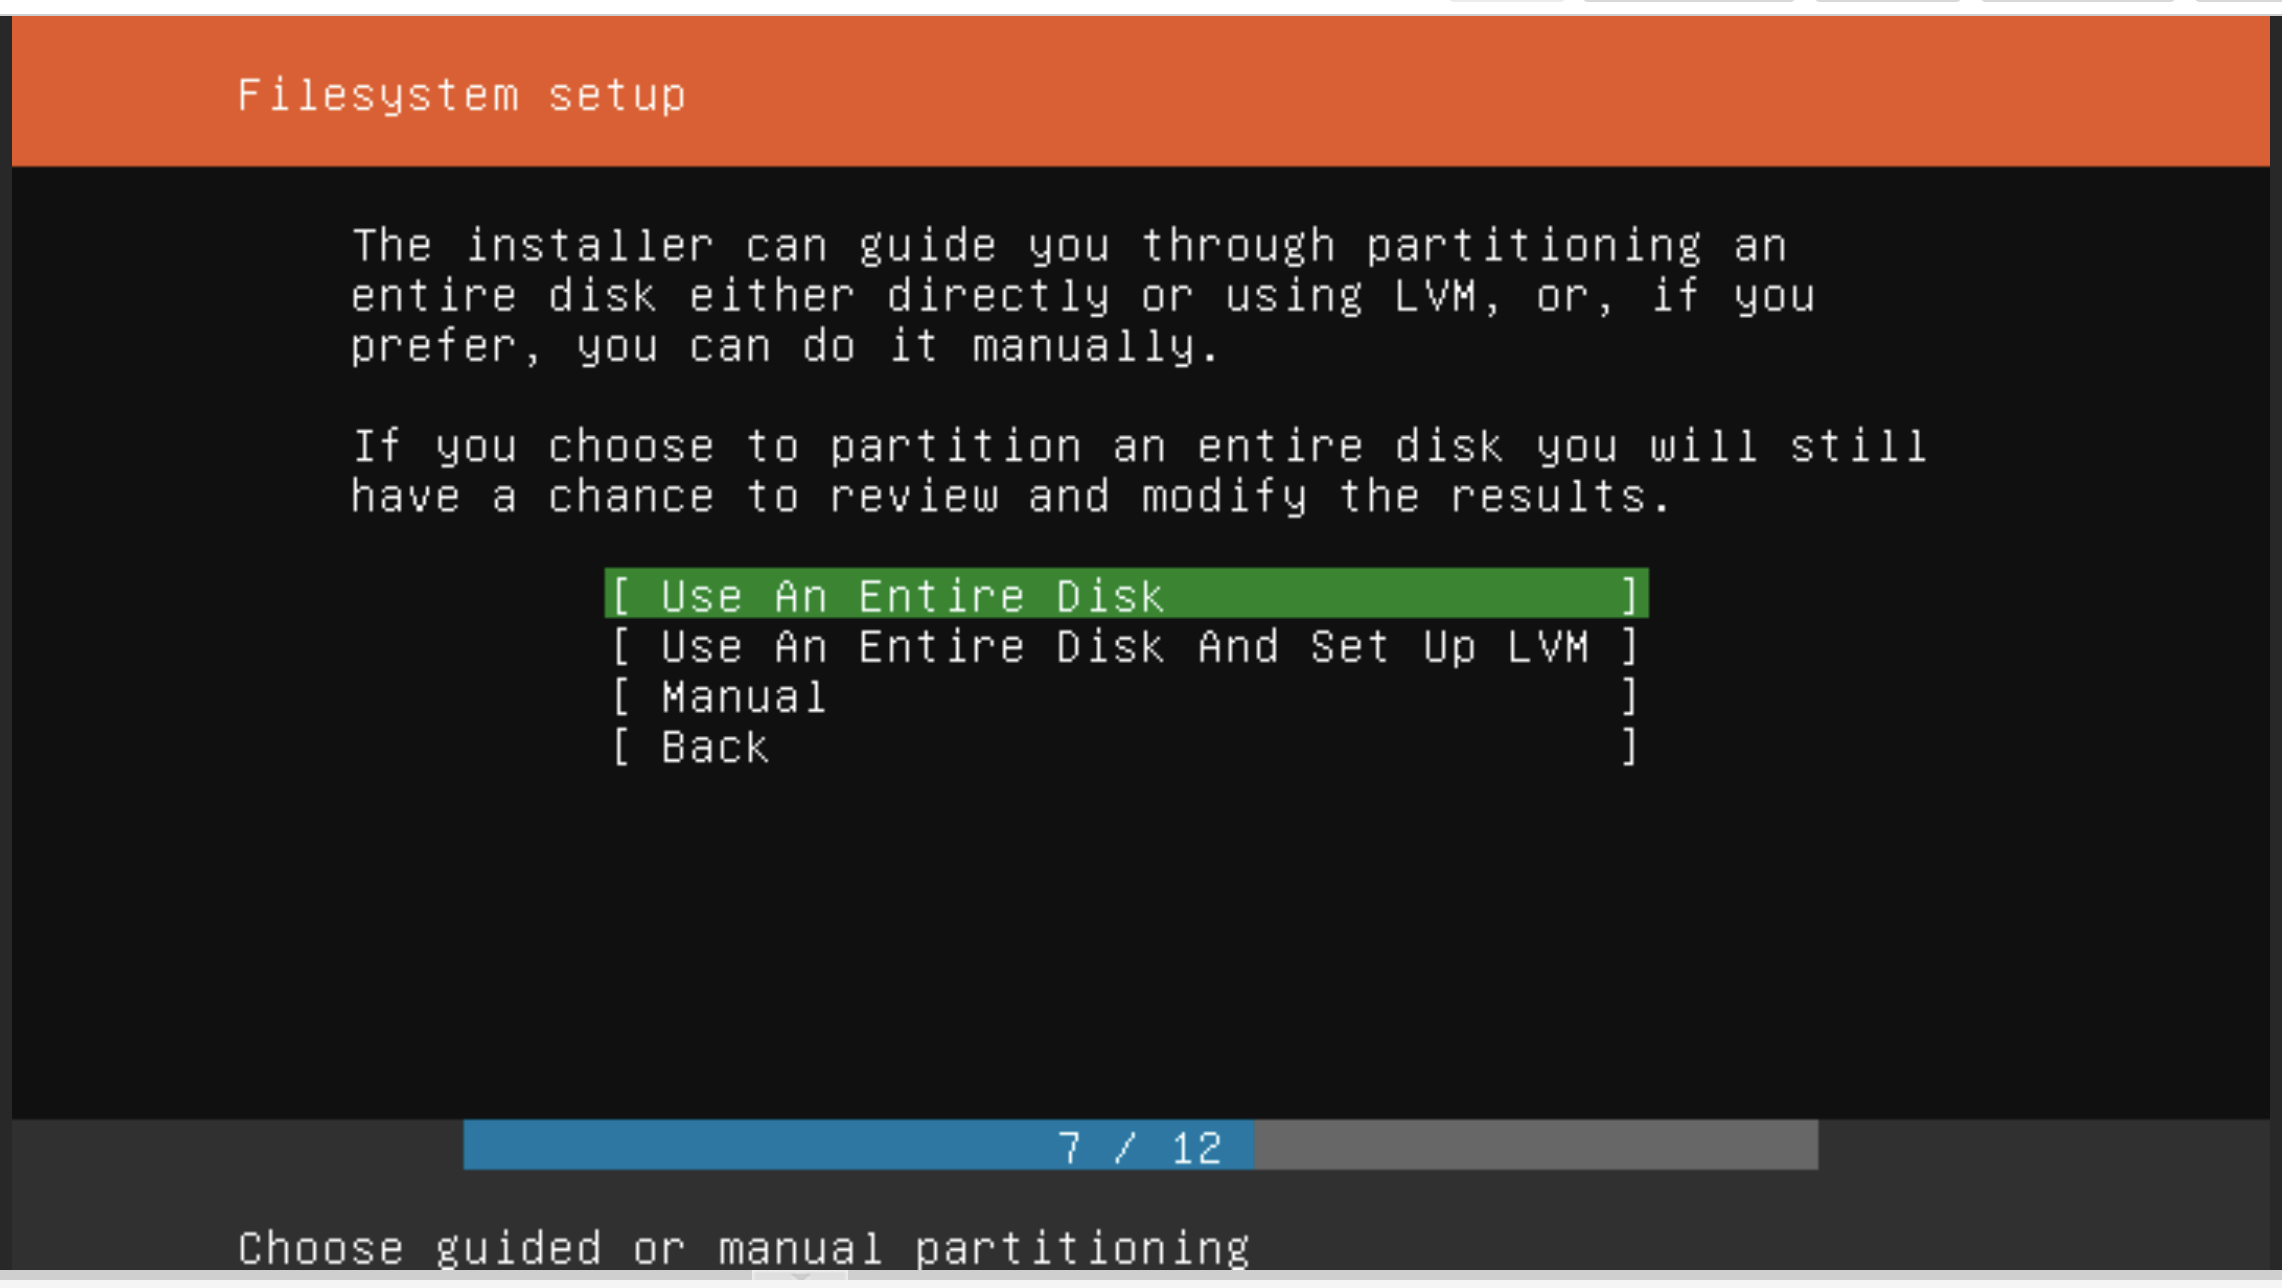 Filesystem setup
The installer can guide you through partitioning an
entire disk either directly or using LVM, or, if you
prefer, you can do it manually.
If you choose to partition an entire disk you will still
have a chance to review and modify the results.
[ Use An Entire Disk ]
[ Use An Entire Disk And Set Up LVM ]
[ Manual ]
[ Back ]
7 / 12
Choose guided or manual partitioning